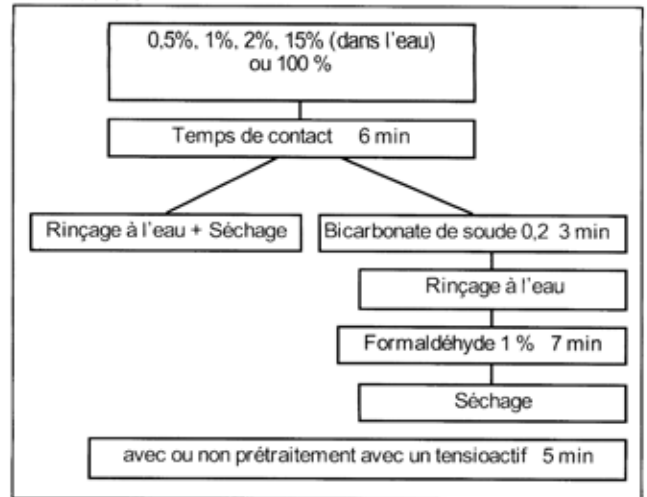 0,5%, 1%, 2%, 15% (dans l'eau)
ou 100 %
Temps de contact 6 min
Rinçage à l'eau + Séchage
Bicarbonate de soude 0,2 3 min
Rinçage à l'eau
Formaldéhyde 1 % 7 min
Séchage
avec ou non prétraitement avec un tensioactif 5 min